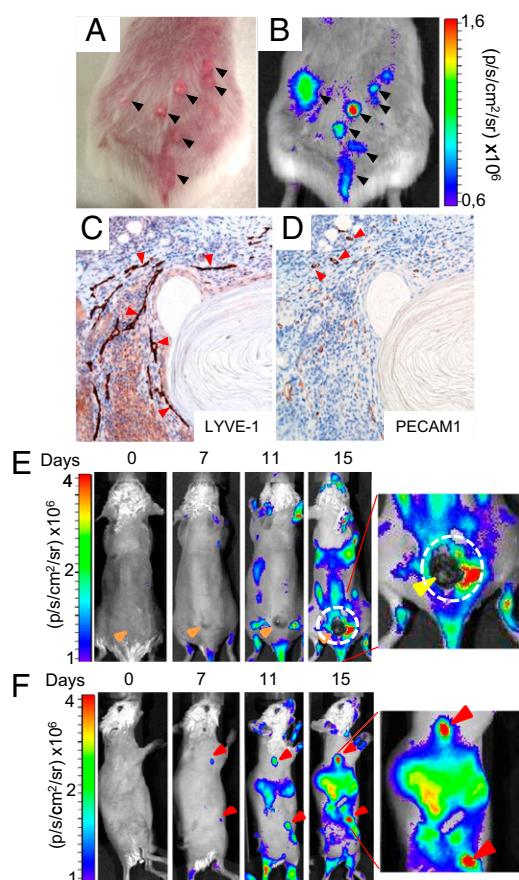 A
B
1,6
(p/s/cm²/sr) x10⁶
0,6
C
D
LYVE-1
PECAM1
E
Days 0 7 11 15
4
(p/s/cm²/sr) x10⁶
2
1
F
Days 0 7 11 15
4
(p/s/cm²/sr) x10⁶
2
1